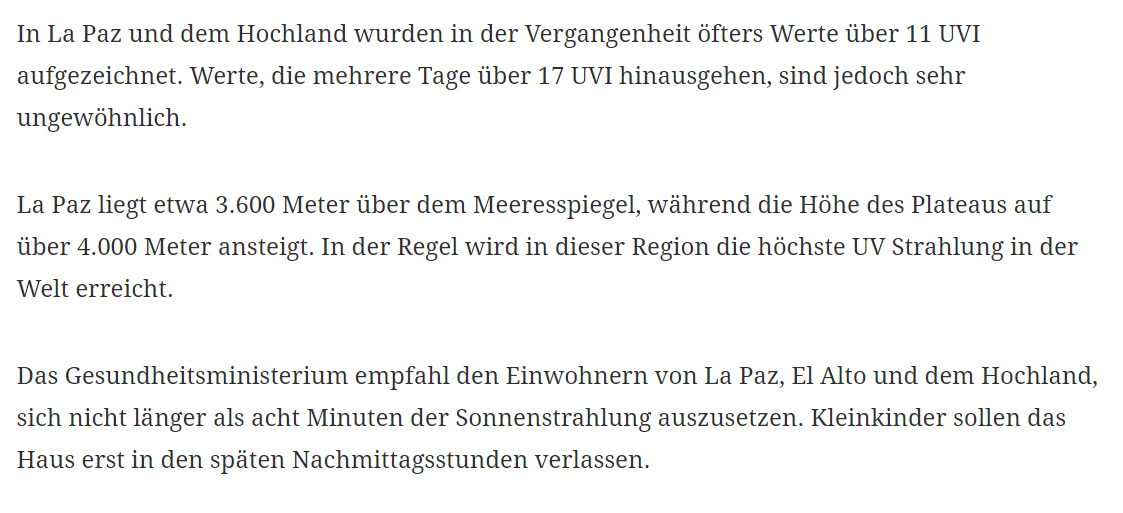 In La Paz und dem Hochland wurden in der Vergangenheit öfters Werte über 11 UVI
aufgezeichnet. Werte, die mehrere Tage über 17 UVI hinausgehen, sind jedoch sehr
ungewöhnlich.
La Paz liegt etwa 3.600 Meter über dem Meeresspiegel, während die Höhe des Plateaus auf
über 4.000 Meter ansteigt. In der Regel wird in dieser Region die höchste UV Strahlung in der
Welt erreicht.
Das Gesundheitsministerium empfahl den Einwohnern von La Paz, El Alto und dem Hochland,
sich nicht länger als acht Minuten der Sonnenstrahlung auszusetzen. Kleinkinder sollen das
Haus erst in den späten Nachmittagsstunden verlassen.